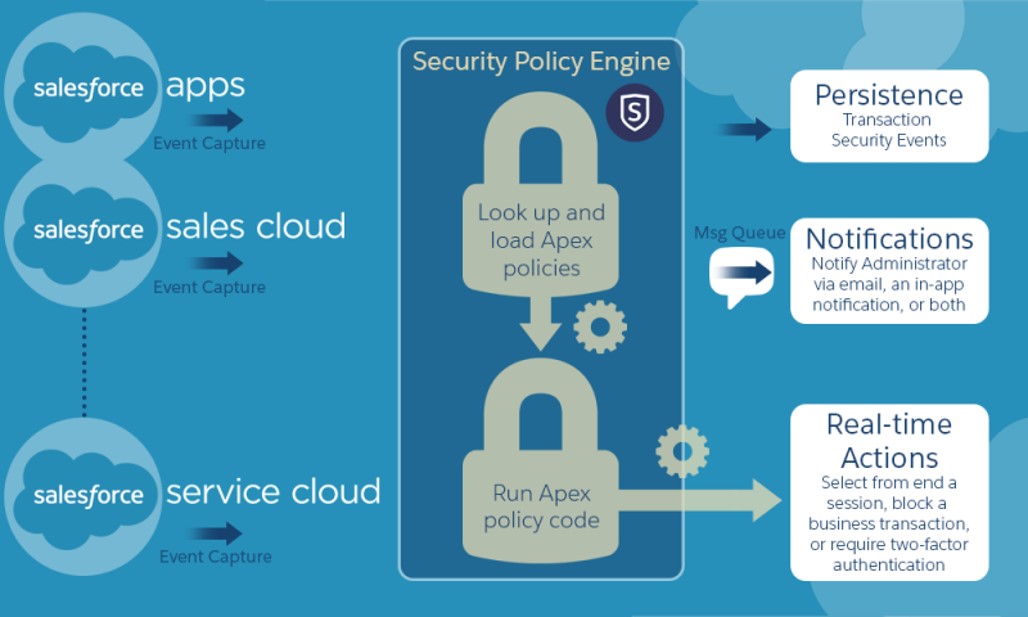 salesforce apps
Event Capture
salesforce sales cloud
Event Capture
salesforce service cloud
Event Capture
Security Policy Engine
S
Look up and
load Apex
policies
Run Apex
policy code
Persistence
Transaction
Security Events
Msg Queue
Notifications
Notify Administrator
via email, an in-app
notification, or both
Real-time
Actions
Select from end a
session, block a
business transaction,
or require two-factor
authentication